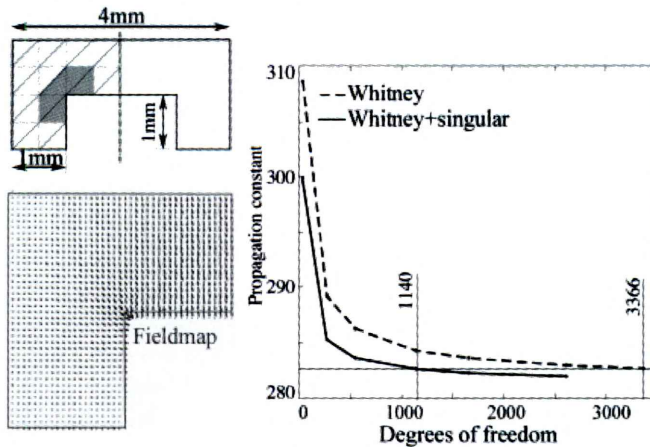 4mm
1mm
1mm
Fieldmap
Propagation constant
310
300
290
280
Whitney
Whitney+singular
1140
3366
0
1000
2000
3000
Degrees of freedom